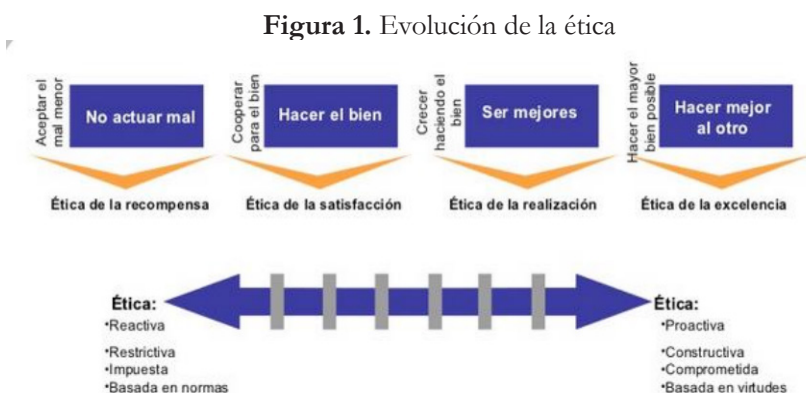 Figura 1. Evolución de la ética
Aceptar el
mal menor
No actuar mal
Cooperar
para el bien
Hacer el bien
Crecer
haciendo el
bien
Ser mejores
Hacer el mayor
bien posible
Hacer mejor
al otro
Ética de la recompensa
Ética de la satisfacción
Ética de la realización
Ética de la excelencia
Ética:
•Reactiva
•Restrictiva
•Impuesta
•Basada en normas
Ética:
•Proactiva
•Constructiva
•Comprometida
•Basada en virtudes